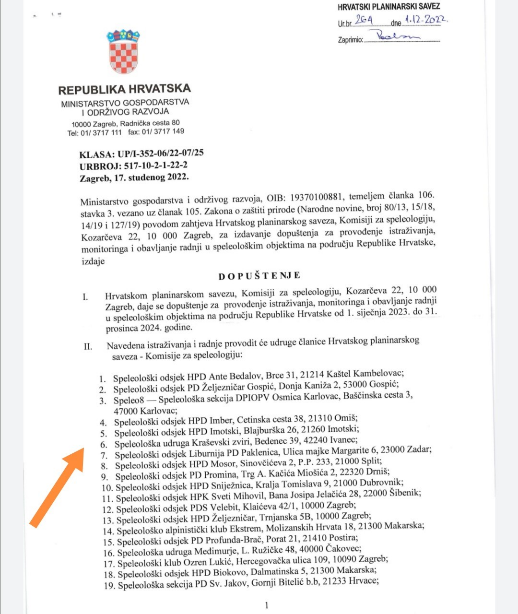 HRVATSKI PLANINARSKI SAVEZ
Ur.br. 264 dne 1.12.2022.
Zaprimio:
REPUBLIKA HRVATSKA
MINISTARSTVO GOSPODARSTVA
I ODRŽIVOG RAZVOJA
10000 Zagreb, Radnička cesta 80
Tel: 01/ 3717 111 fax: 01/ 3717 149
KLASA: UP/I-352-06/22-07/25
URBROJ: 517-10-2-1-22-2
Zagreb, 17. studenog 2022.
Ministarstvo gospodarstva i održivog razvoja, OIB: 19370100881, temeljem članka 106.
stavka 3. vezano uz članak 105. Zakona o zaštiti prirode (Narodne novine, broj 80/13, 15/18,
14/19 i 127/19) povodom zahtjeva Hrvatskog planinarskog saveza, Komisiji za speleologiju,
Kozarčeva 22, 10 000 Zagreb, za izdavanje dopuštenja za provođenje istraživanja,
monitoringa i obavljanje radnji u speleološkim objektima na području Republike Hrvatske,
izdaje
D O P U Š T E NJ E
I. Hrvatskom planinarskom savezu, Komisiji za speleologiju, Kozarčeva 22, 10 000
Zagreb, daje se dopuštenje za provođenje istraživanja, monitoringa i obavljanje radnji
u speleološkim objektima na području Republike Hrvatske od 1. siječnja 2023. do 31.
prosinca 2024. godine.
II. Navedena istraživanja i radnje provodit će udruge članice Hrvatskog planinarskog
saveza - Komisije za speleologiju:
1. Speleološki odsjek HPD Ante Bedalov, Brce 31, 21214 Kaštel Kambelovac;
2. Speleološki odsjek PD Željezničar Gospić, Donja Kaniža 2, 53000 Gospić;
3. Speleo8 — Speleološka sekcija DPIOPV Osmica Karlovac, Baščinska cesta 3,
47000 Karlovac;
4. Speleološki odsjek HPD Imber, Cetinska cesta 38, 21310 Omiš;
5. Speleološki odsjek HPD Imotski, Blajburška 26, 21260 Imotski;
6. Speleološka udruga Kraševski zviri, Bedenec 39, 42240 Ivanec;
7. Speleološki odsjek Liburnija PD Paklenica, Ulica majke Margarite 6, 23000 Zadar;
8. Speleološki odsjek HPD Mosor, Sinovčićeva 2, P.P. 233, 21000 Split;
9. Speleološki odsjek PD Promina, Trg A. Kačića Miošića 2, 22320 Drniš;
10. Speleološki odsjek HPD Sniježnica, Kralja Tomislava 9, 21000 Dubrovnik;
11. Speleološki odsjek HPK Sveti Mihovil, Bana Josipa Jelačića 28, 22000 Šibenik;
12. Speleološki odsjek PDS Velebit, Klaićeva 42/1, 10000 Zagreb;
13. Speleološki odsjek HPD Željezničar, Trnjanska 5B, 10000 Zagreb;
14. Speleološko alpinistički klub Ekstrem, Molizanskih Hrvata 18, 21300 Makarska;
15. Speleološki odsjek PD Profunda-Brač, Porat 21, 21410 Postira;
16. Speleološka udruga Međimurje, L. Ružičke 48, 40000 Čakovec;
17. Speleološki klub Ozren Lukić, Hercegovačka ulica 109, 10090 Zagreb;
18. Speleološki odsjek HPD Biokovo, Dalmatinska 5, 21300 Makarska;
19. Speleološka sekcija PD Sv. Jakov, Gornji Bitelić b.b, 21233 Hrvace;
1